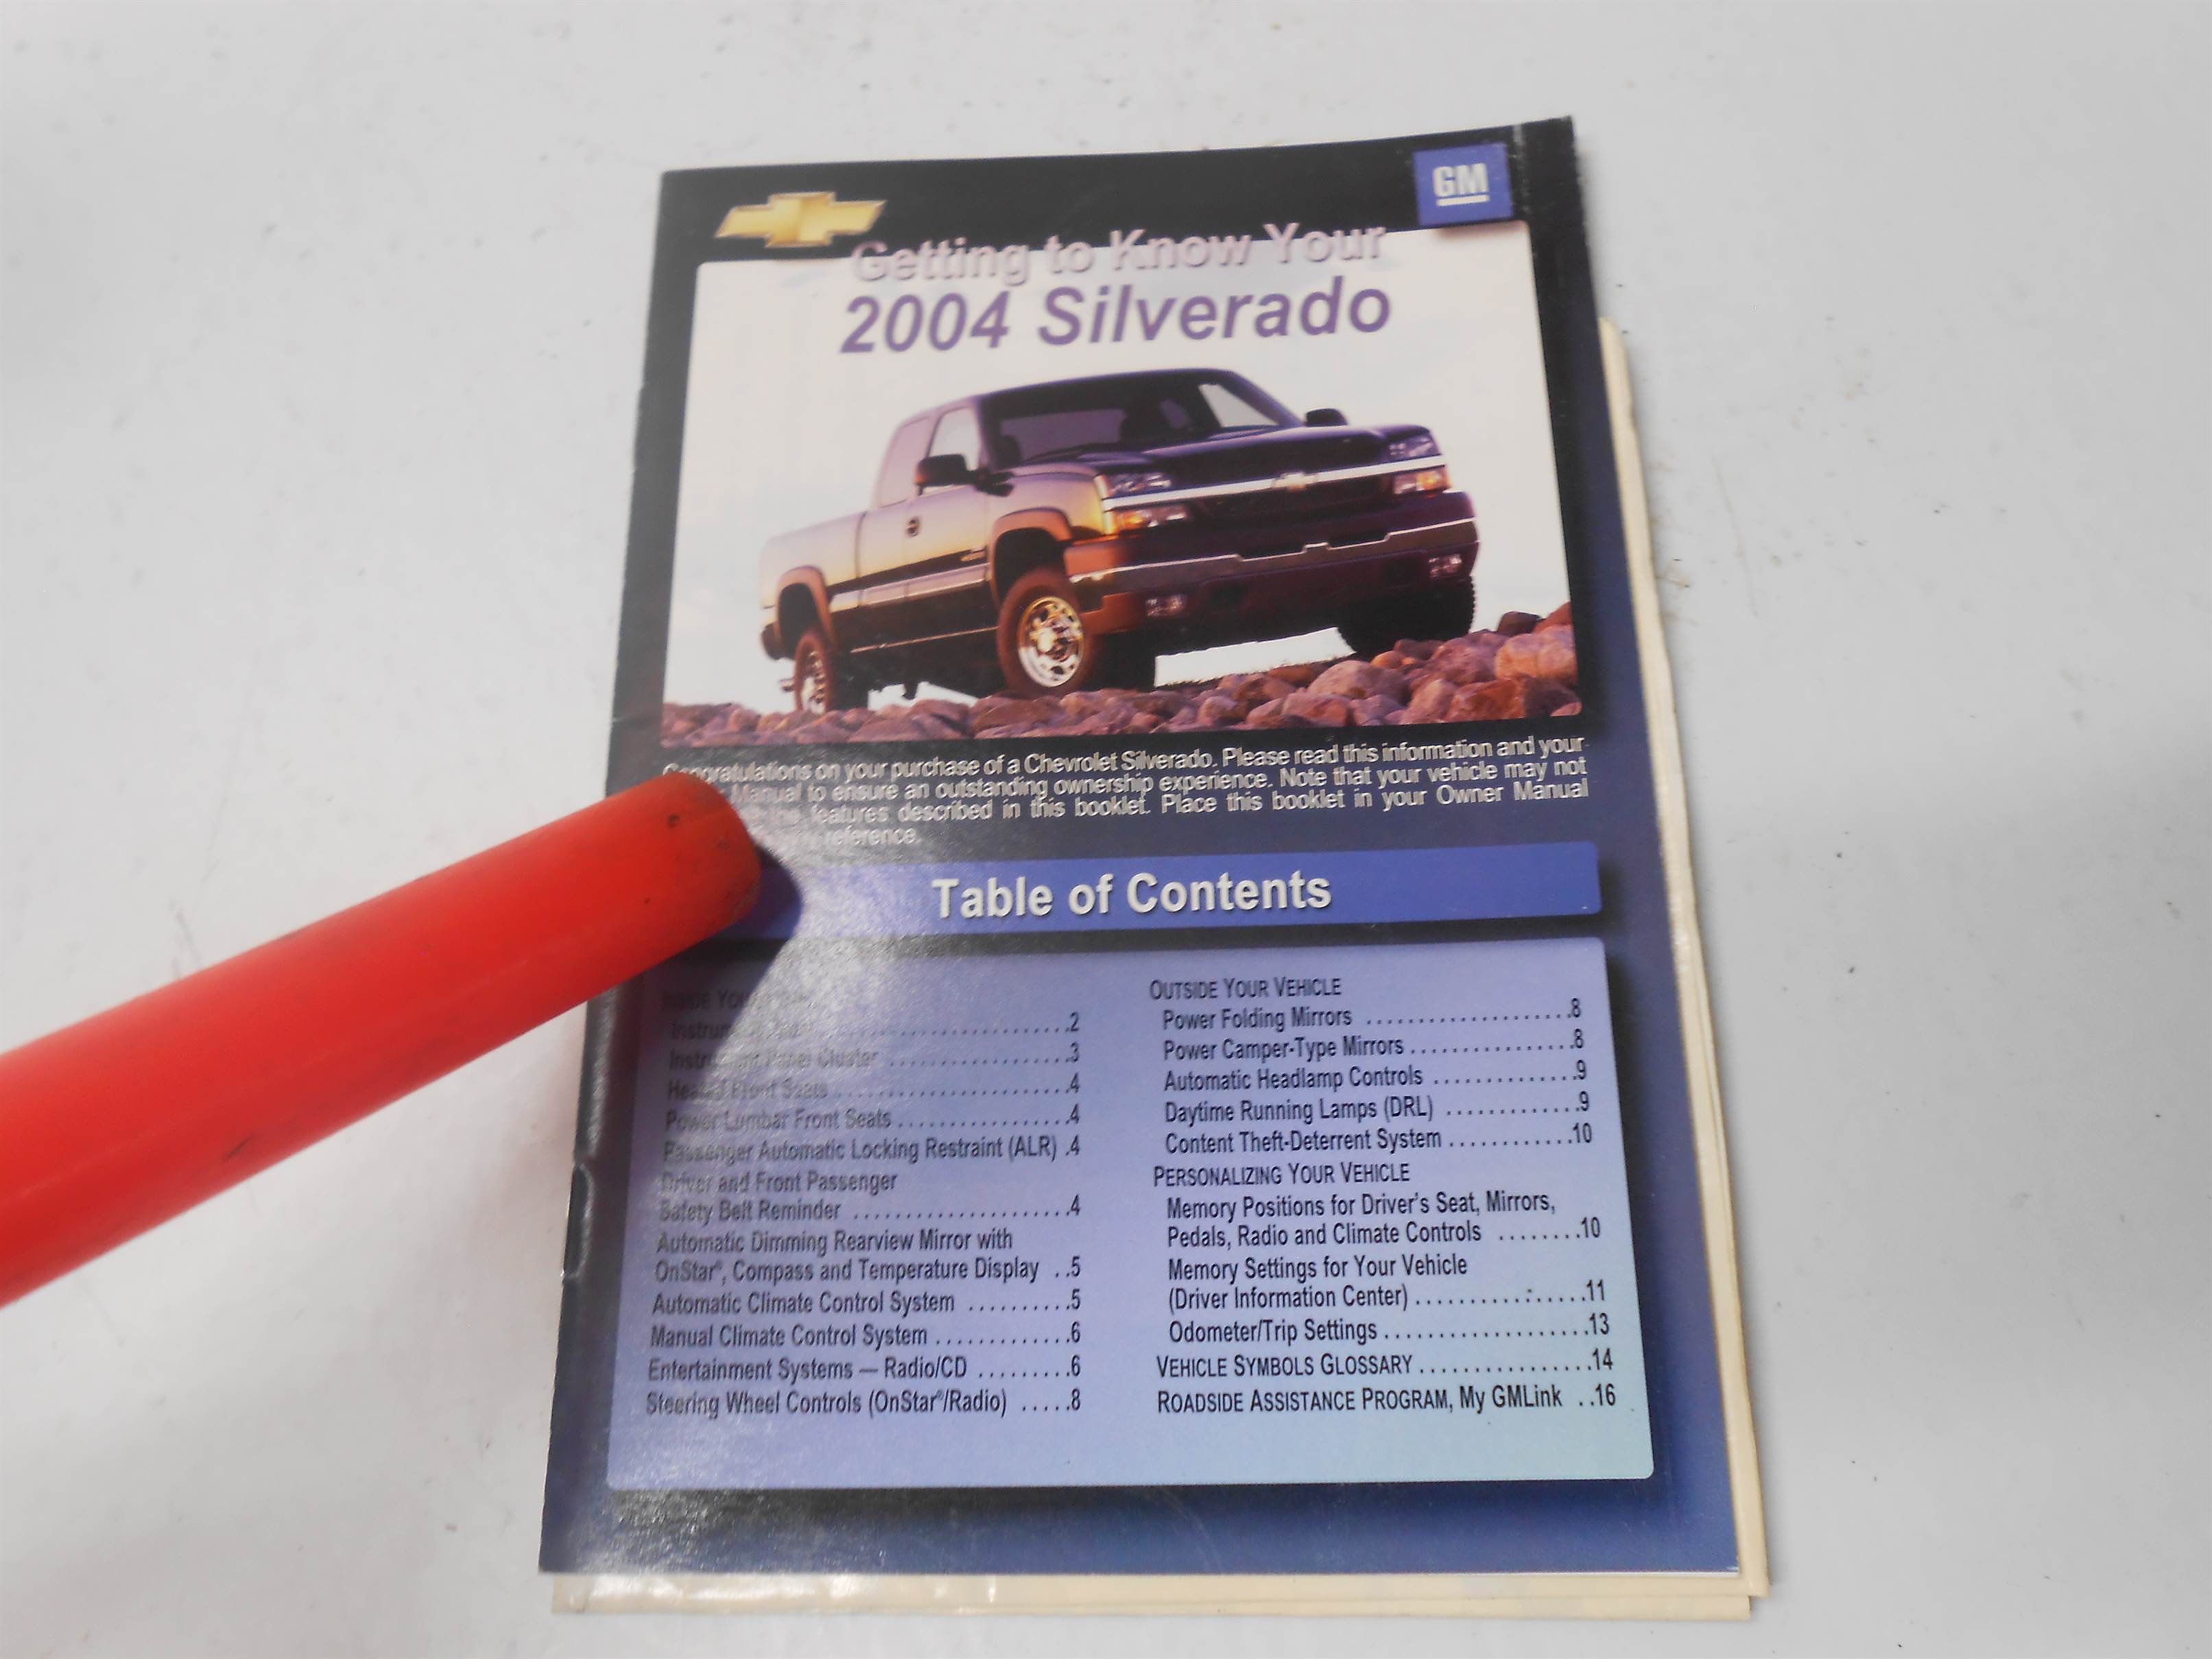 GM
Getting to Know Your
2004 Silverado
Congratulations on your purchase of a Chevrolet Silverado. Please read this information and your
Manual to ensure an outstanding ownership experience. Note that your vehicle may not
the features described in this booklet. Place this booklet in your Owner Manual
reference.
Table of Contents
2
Instrument Panel Cluster ....................3
Heated Front Seats .......................4
Power Lumbar Front Seats .................4
Passenger Automatic Locking Restraint (ALR) .4
Driver and Front Passenger
Safety Belt Reminder .....................4
Automatic Dimming Rearview Mirror with
OnStar®, Compass and Temperature Display ..5
Automatic Climate Control System ..........5
Manual Climate Control System .............6
Entertainment Systems — Radio/CD .........6
Steering Wheel Controls (OnStar®/Radio) .....8
OUTSIDE YOUR VEHICLE
Power Folding Mirrors ....................8
Power Camper-Type Mirrors ................8
Automatic Headlamp Controls ..............9
Daytime Running Lamps (DRL) .............9
Content Theft-Deterrent System ............10
PERSONALIZING YOUR VEHICLE
Memory Positions for Driver's Seat, Mirrors,
Pedals, Radio and Climate Controls ........10
Memory Settings for Your Vehicle
(Driver Information Center) .................11
Odometer/Trip Settings ....................13
VEHICLE SYMBOLS GLOSSARY .................14
ROADSIDE ASSISTANCE PROGRAM, My GMLink ..16